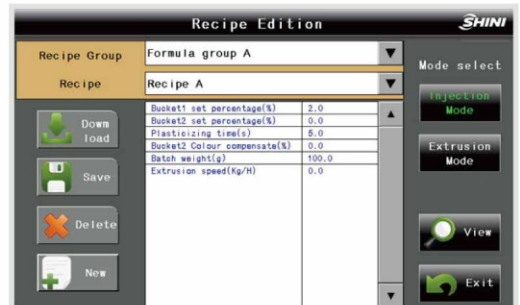 Recipe Edition
SHINI
Recipe Group
Formula group A
Recipe
Recipe A
Mode select
Injection
Mode
Extrusion
Mode
View
Exit
Down
load
Save
Delete
New
Bucket1 set percentage(%) 2.0
Bucket2 set percentage(%) 0.0
Plasticizing time(s) 5.0
Bucket2 Colour compensate(%) 0.0
Batch weight(g) 100.0
Extrusion speed(Kg/H) 0.0